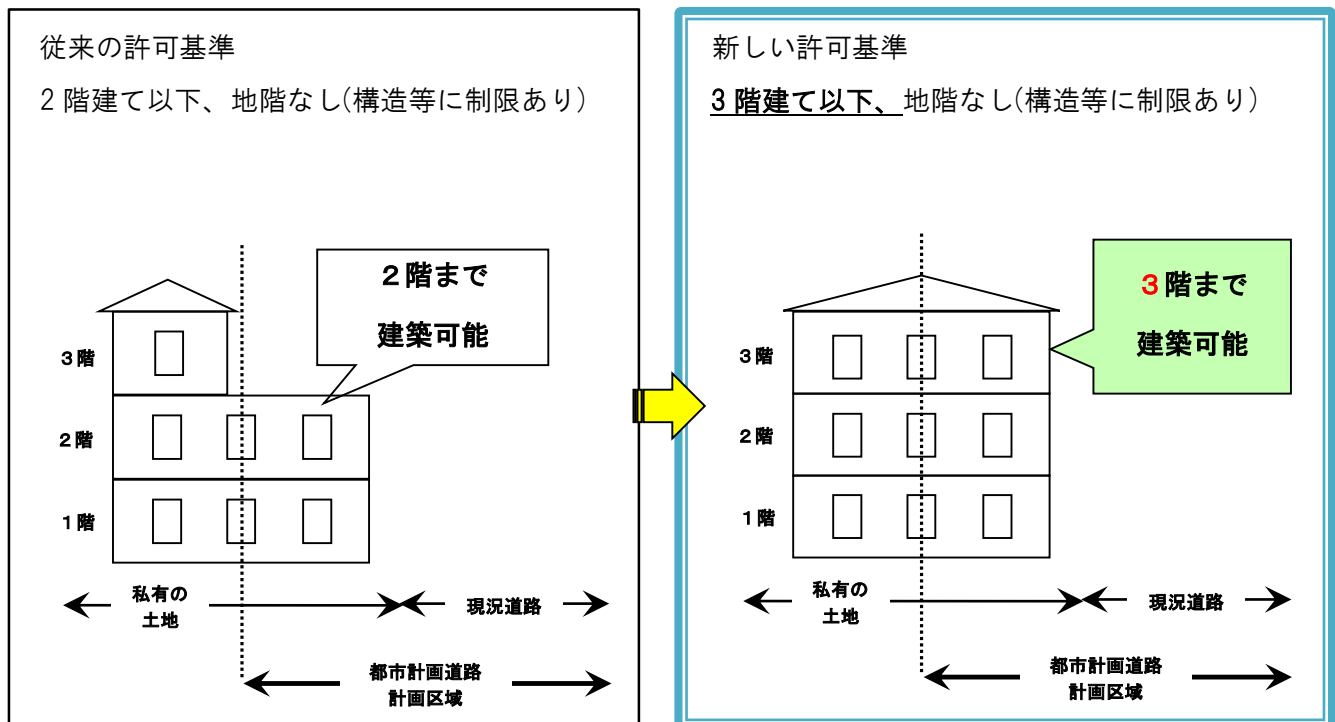 従来の許可基準
2階建て以下、地階なし(構造等に制限あり)
２階まで
建築可能
３階
２階
１階
私有の
土地
現況道路
都市計画道路
計画区域
新しい許可基準
3階建て以下、地階なし(構造等に制限あり)
３階まで
建築可能
３階
２階
１階
私有の
土地
現況道路
都市計画道路
計画区域